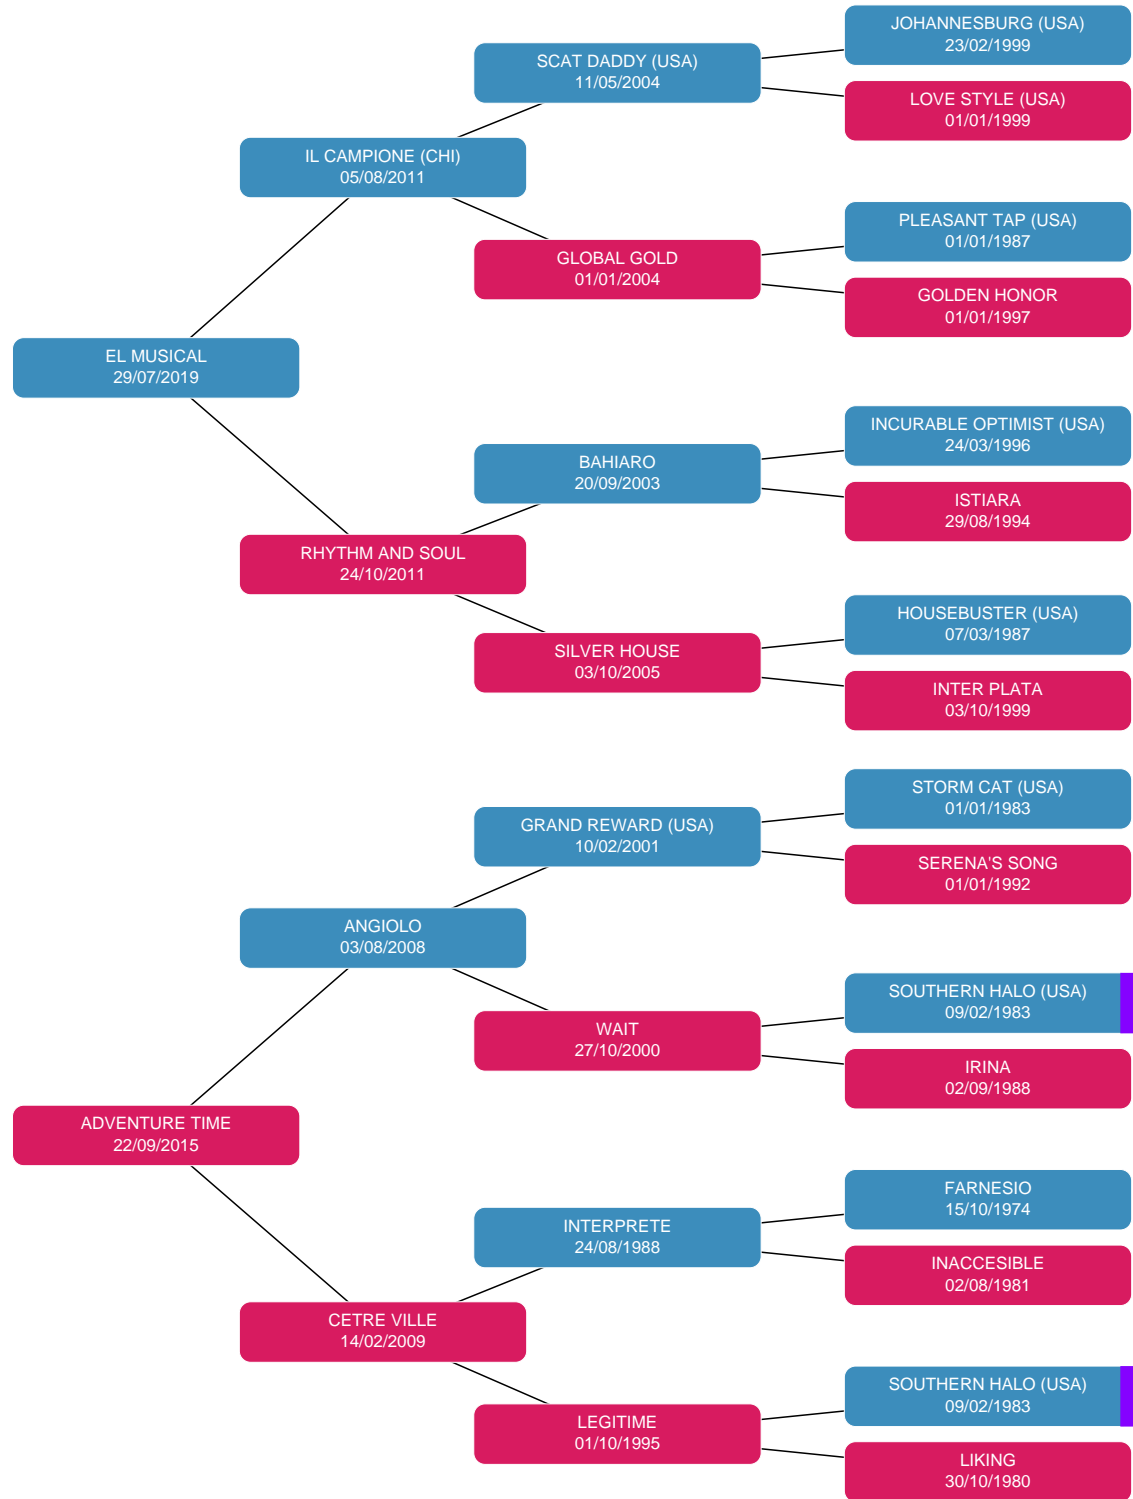 JOHANNESBURG (USA)
23/02/1999
SCAT DADDY (USA)
11/05/2004
LOVE STYLE (USA)
01/01/1999
IL CAMPIONE (CHI)
05/08/2011
PLEASANT TAP (USA)
01/01/1987
GLOBAL GOLD
01/01/2004
GOLDEN HONOR
01/01/1997
EL MUSICAL
29/07/2019
INCURABLE OPTIMIST (USA)
24/03/1996
BAHIARO
20/09/2003
ISTIARA
29/08/1994
RHYTHM AND SOUL
24/10/2011
HOUSEBUSTER (USA)
07/03/1987
SILVER HOUSE
03/10/2005
INTER PLATA
03/10/1999
STORM CAT (USA)
01/01/1983
GRAND REWARD (USA)
10/02/2001
SERENA'S SONG
01/01/1992
ANGIOLO
03/08/2008
SOUTHERN HALO (USA)
09/02/1983
WAIT
27/10/2000
IRINA
02/09/1988
ADVENTURE TIME
22/09/2015
FARNESIO
15/10/1974
INTERPRETE
24/08/1988
INACCESIBLE
02/08/1981
CETRE VILLE
14/02/2009
SOUTHERN HALO (USA)
09/02/1983
LEGITIME
01/10/1995
LIKING
30/10/1980